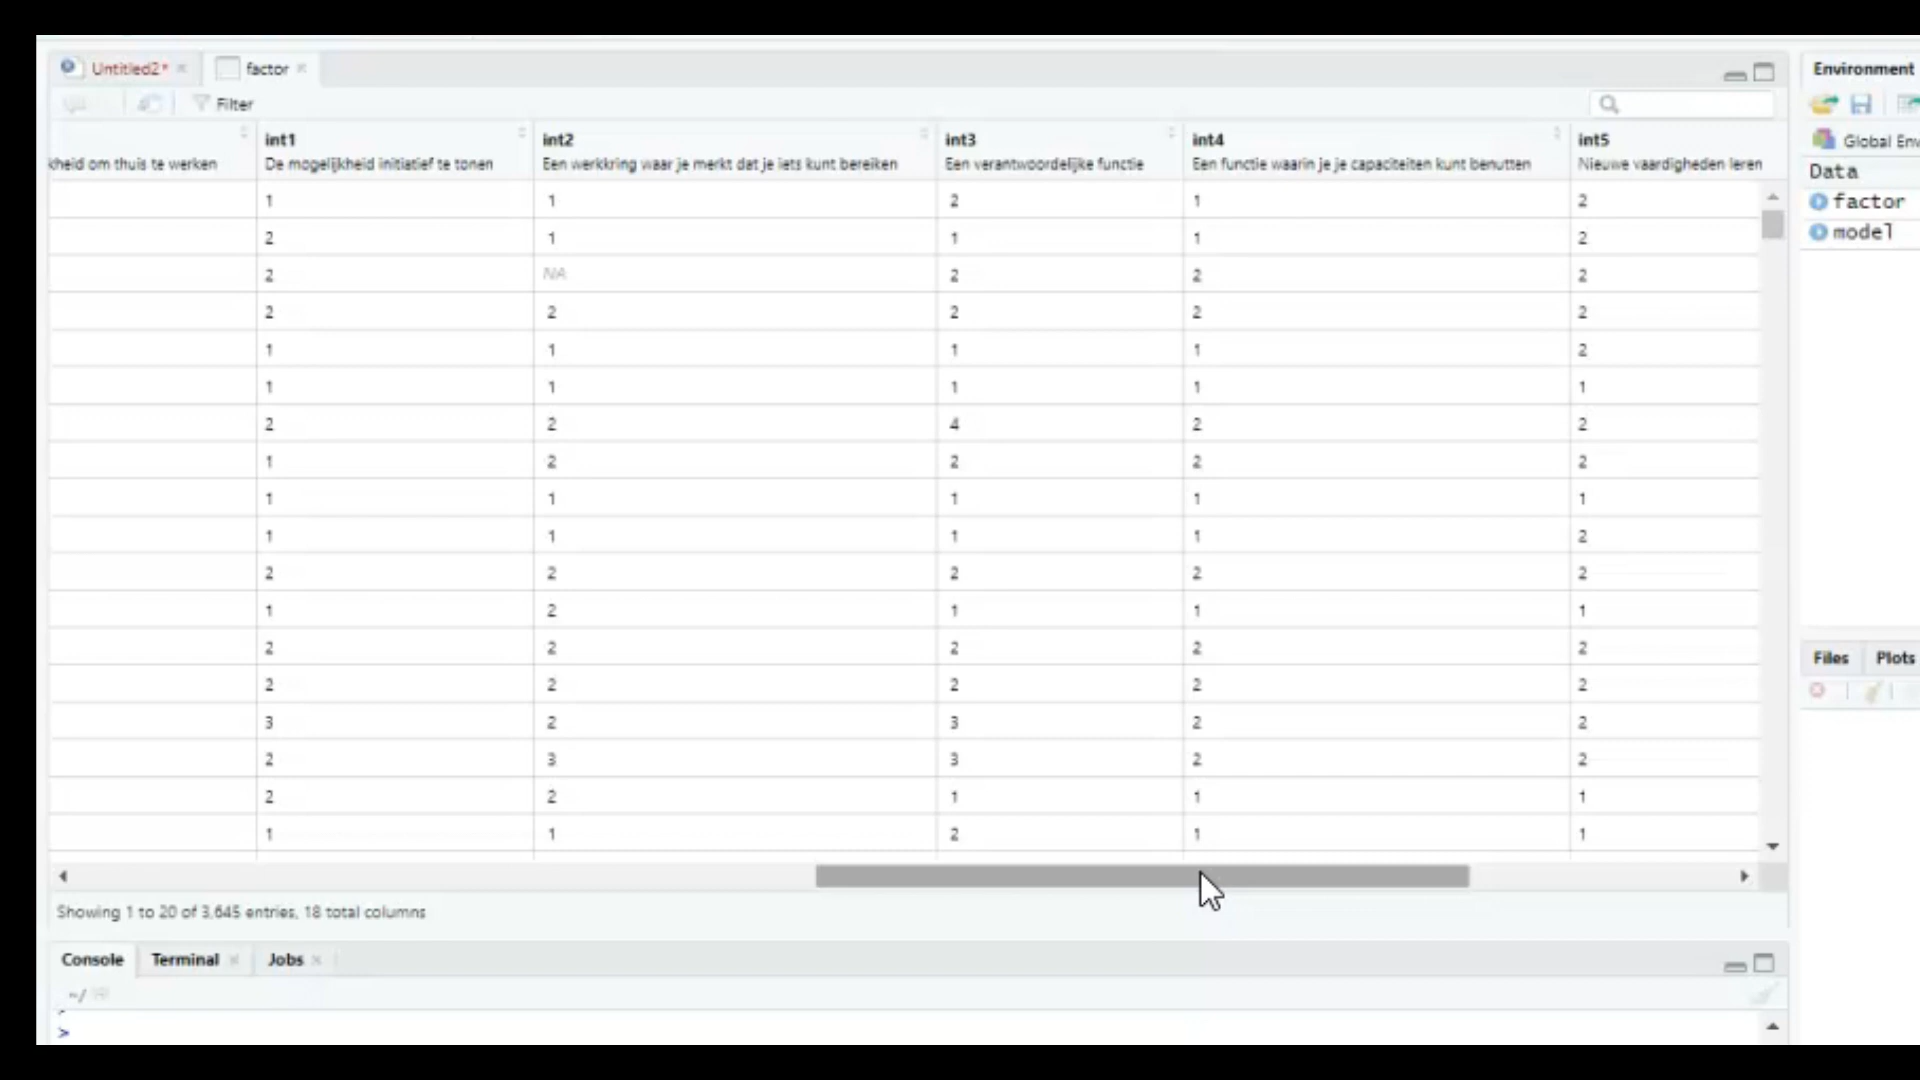 Untitled2* factor
Filter
int1 int2 int3 int4 int5
kheid om thuis te werken De mogelijkheid initiatief te tonen Een werkkring waar je merkt dat je iets kunt bereiken Een verantwoordelijke functie Een functie waarin je je capaciteiten kunt benutten Nieuwe vaardigheden leren
1 1 2 1 2
2 1 1 1 2
2 NA 2 2 2
2 2 2 2 2
1 1 1 1 2
1 1 1 1 1
2 2 4 2 2
1 2 2 2 2
1 1 1 1 1
1 1 1 1 2
2 2 2 2 2
1 2 1 1 1
2 2 2 2 2
2 2 2 2 2
3 2 3 2 2
2 3 3 2 2
2 2 1 1 1
1 1 2 1 1
Showing 1 to 20 of 3,645 entries, 18 total columns
Console Terminal Jobs
~/
>
Environment
Global Env
Data
factor
model
Files Plots